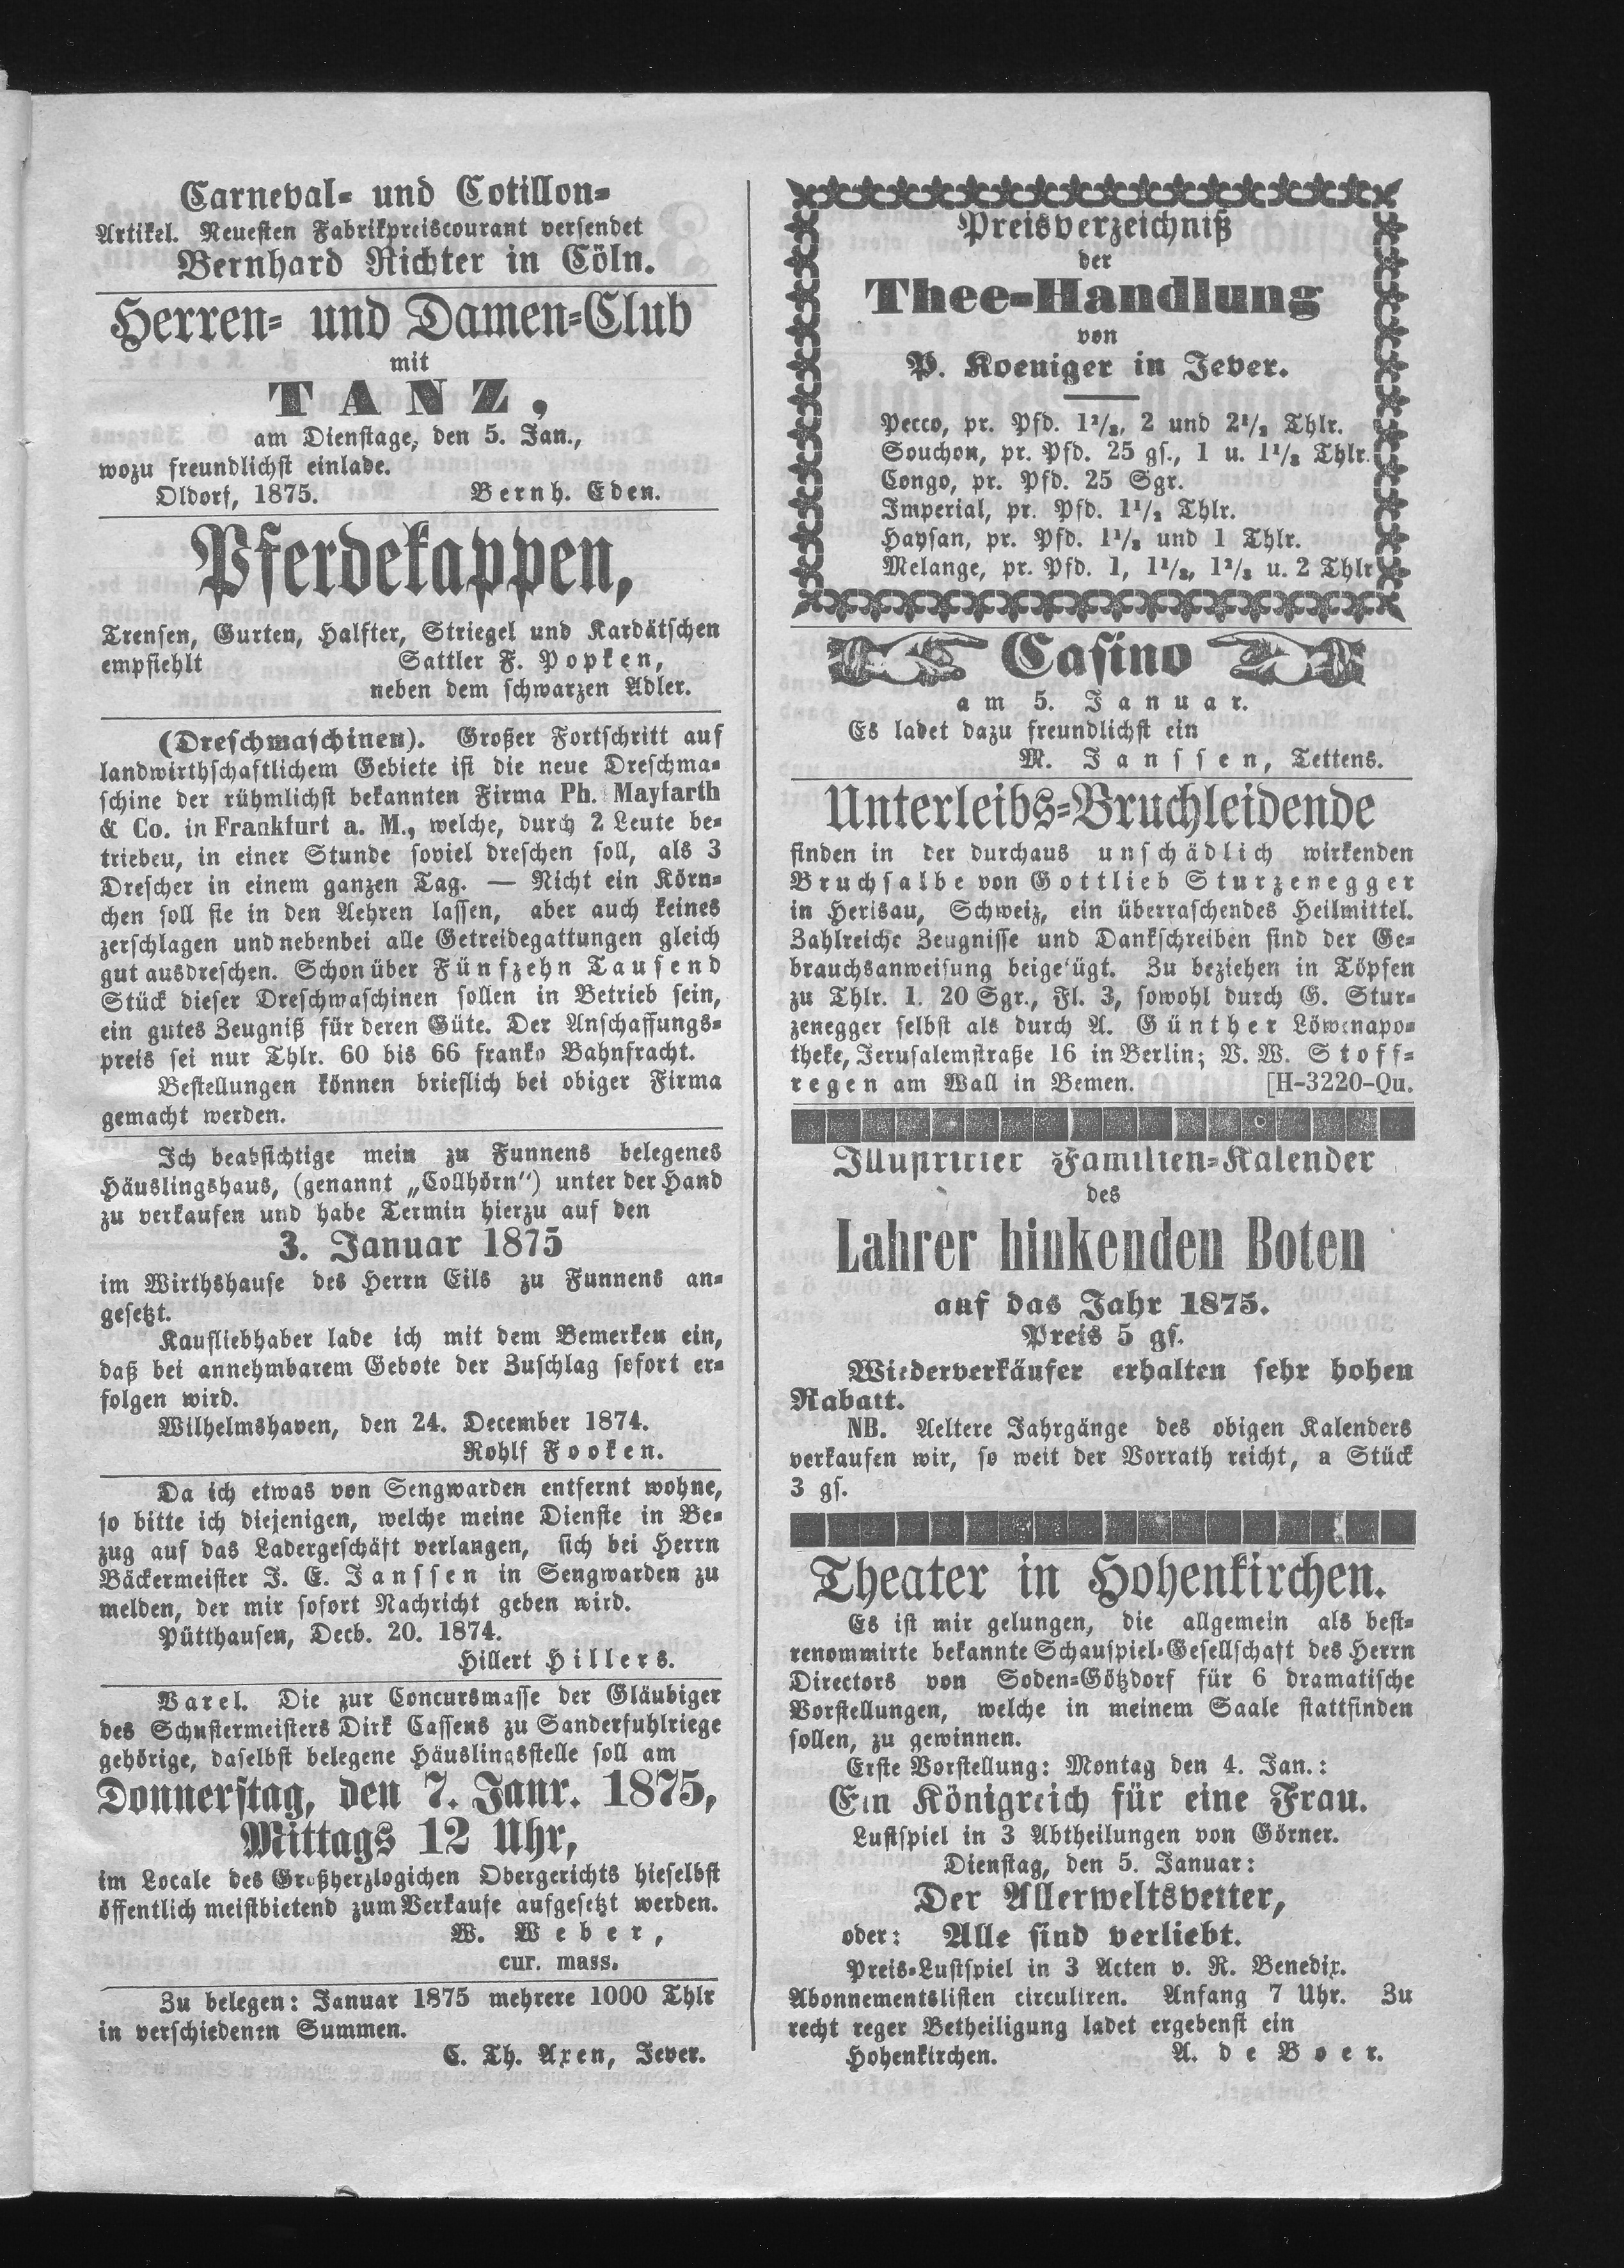 Carneval- und Cotillon-
Artikel. Neuesten Fabrikpreiscourant versendet
Bernhard Richter in Cöln.
Herren- und Damen-Club
mit
TANZ,
am Dienstage, den 5. Jan.,
wozu freundlichst einlade.
Oldorf, 1875. Bernh. Eden.
Pferdekappen,
Trensen, Gurten, Halfter, Striegel und Kardätschen
empfiehlt Sattler F. Popken,
neben dem schwarzen Adler.
(Dreschmaschinen). Großer Fortschritt auf
landwirthschaftlichem Gebiete ist die neue Dreschma-
schine der rühmlichst bekannten Firma Ph. Mayfarth
& Co. in Frankfurt a. M., welche, durch 2 Leute be-
trieben, in einer Stunde soviel dreschen soll, als 3
Drescher in einem ganzen Tag. — Nicht ein Körn-
chen soll sie in den Aehren lassen, aber auch keines
zerschlagen und nebenbei alle Getreidegattungen gleich
gut ausdreschen. Schon über Fünfzehn Tausend
Stück dieser Dreschmaschinen sollen in Betrieb sein,
ein gutes Zeugniß für deren Güte. Der Anschaffungs-
preis sei nur Thlr. 60 bis 66 franko Bahnfracht.
Bestellungen können brieflich bei obiger Firma
gemacht werden.
Ich beabsichtige mein zu Funnens belegenes
Häuslingshaus, (genannt „Collhörn“) unter der Hand
zu verkaufen und habe Termin hierzu auf den
3. Januar 1875
im Wirthshause des Herrn Eils zu Funnens an-
gesetzt.
Kaufliebhaber lade ich mit dem Bemerken ein,
daß bei annehmbarem Gebote der Zuschlag sofort er-
folgen wird.
Wilhelmshaven, den 24. December 1874.
Rohlf Fooken.
Da ich etwas von Sengwarden entfernt wohne,
so bitte ich diejenigen, welche meine Dienste in Be-
zug auf das Ladergeschäft verlangen, sich bei Herrn
Bäckermeister J. E. Janssen in Sengwarden zu
melden, der mir sofort Nachricht geben wird.
Pütthausen, Decb. 20. 1874.
Hillert Hillers.
Varel. Die zur Concursmasse der Gläubiger
des Schustermeisters Dirk Cassens zu Sanderfuhlriege
gehörige, daselbst belegene Häuslingsstelle soll am
Donnerstag, den 7. Janr. 1875,
Mittags 12 Uhr,
im Locale des Großherzlogichen Obergerichts hieselbst
öffentlich meistbietend zum Verkaufe aufgesetzt werden.
W. Weber,
cur. mass.
Zu belegen: Januar 1875 mehrere 1000 Thlr
in verschiedenen Summen.
C. Th. Axen, Jever.
Preisverzeichniß
der
Thee-Handlung
von
P. Koeniger in Jever.
Pecco, pr. Pfd. 1½, 2 und 2½ Thlr.
Souchon, pr. Pfd. 25 gs., 1 u. 1⅓ Thlr.
Congo, pr. Pfd. 25 Sgr.
Imperial, pr. Pfd. 1½ Thlr.
Haysan, pr. Pfd. 1⅓ und 1 Thlr.
Melange, pr. Pfd. 1, 1⅓, 1⅔ u. 2 Thlr
Casino
am 5. Januar.
Es ladet dazu freundlichst ein
M. Janssen, Tettens.
Unterleibs-Bruchleidende
finden in der durchaus unschädlich wirkenden
Bruchsalbe von Gottlieb Sturzenegger
in Herisau, Schweiz, ein überraschendes Heilmittel.
Zahlreiche Zeugnisse und Dankschreiben sind der Ge-
brauchsanweisung beigefügt. Zu beziehen in Töpfen
zu Thlr. 1. 20 Sgr., Fl. 3, sowohl durch G. Stur-
zenegger selbst als durch A. Günther Löwenapo-
theke, Jerusalemstraße 16 in Berlin; V. W. Stoff-
regen am Wall in Bemen. [H-3220-Qu.
Illustrirter Familien-Kalender
des
Lahrer hinkenden Boten
auf das Jahr 1875.
Preis 5 gs.
Wiederverkäufer erhalten sehr hohen
Rabatt.
NB. Aeltere Jahrgänge des obigen Kalenders
verkaufen wir, so weit der Vorrath reicht, a Stück
3 gs.
Theater in Hohenkirchen.
Es ist mir gelungen, die allgemein als best-
renommirte bekannte Schauspiel-Gesellschaft des Herrn
Directors von Soden-Götzdorf für 6 dramatische
Vorstellungen, welche in meinem Saale stattfinden
sollen, zu gewinnen.
Erste Vorstellung: Montag den 4. Jan.:
Ein Königreich für eine Frau.
Lustspiel in 3 Abtheilungen von Görner.
Dienstag, den 5. Januar:
Der Allerweltsvetter,
oder: Alle sind verliebt.
Preis-Lustspiel in 3 Acten v. R. Benedix.
Abonnementslisten circuliren. Anfang 7 Uhr. Zu
recht reger Betheiligung ladet ergebenst ein
Hohenkirchen. A. de Boer.